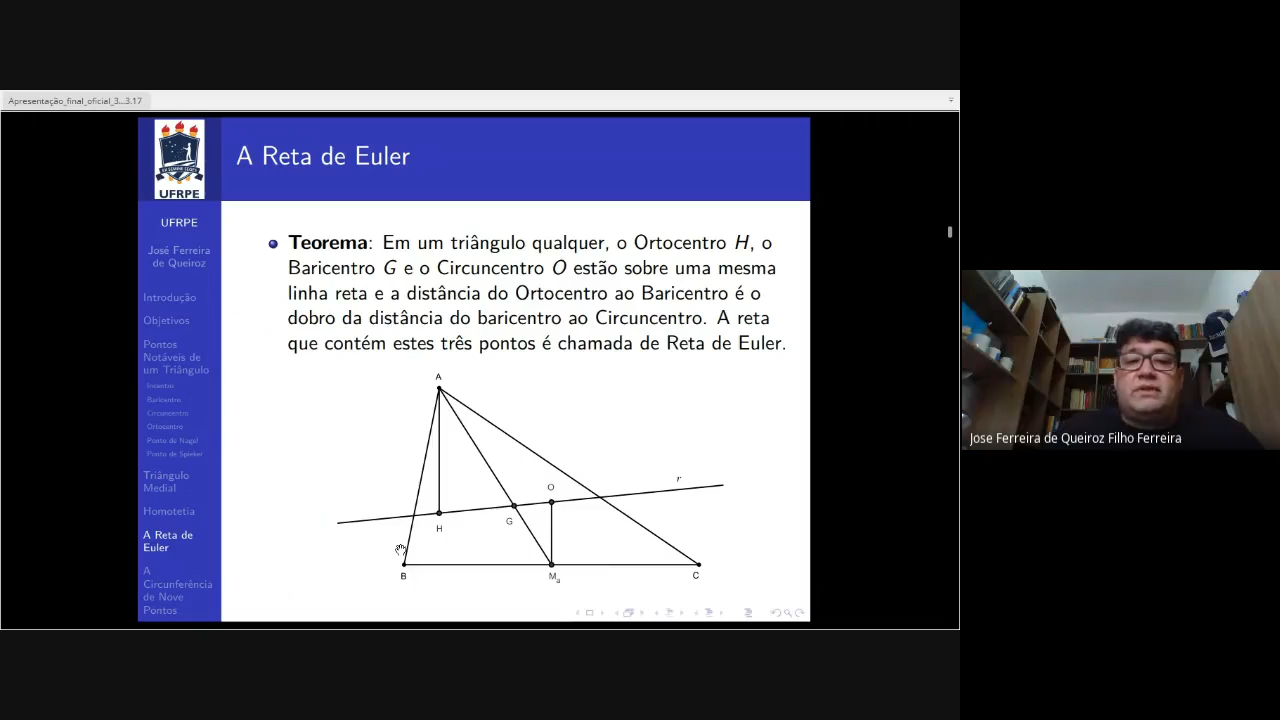 Apresentação_final_oficial_3...3.17
UFRPE
UFRPE
José Ferreira
de Queiroz
Introdução
Objetivos
Pontos
Notáveis de
um Triângulo
Incentro
Baricentro
Circuncentro
Ortocentro
Ponto de Nagel
Ponto de Spieker
Triângulo
Medial
Homotetia
A Reta de
Euler
A
Circunferência
de Nove
Pontos
A Reta de Euler
Teorema: Em um triângulo qualquer, o Ortocentro H, o
Baricentro G e o Circuncentro O estão sobre uma mesma
linha reta e a distância do Ortocentro ao Baricentro é o
dobro da distância do baricentro ao Circuncentro. A reta
que contém estes três pontos é chamada de Reta de Euler.
A
r
O
G
H
B
Ma
C
Jose Ferreira de Queiroz Filho Ferreira